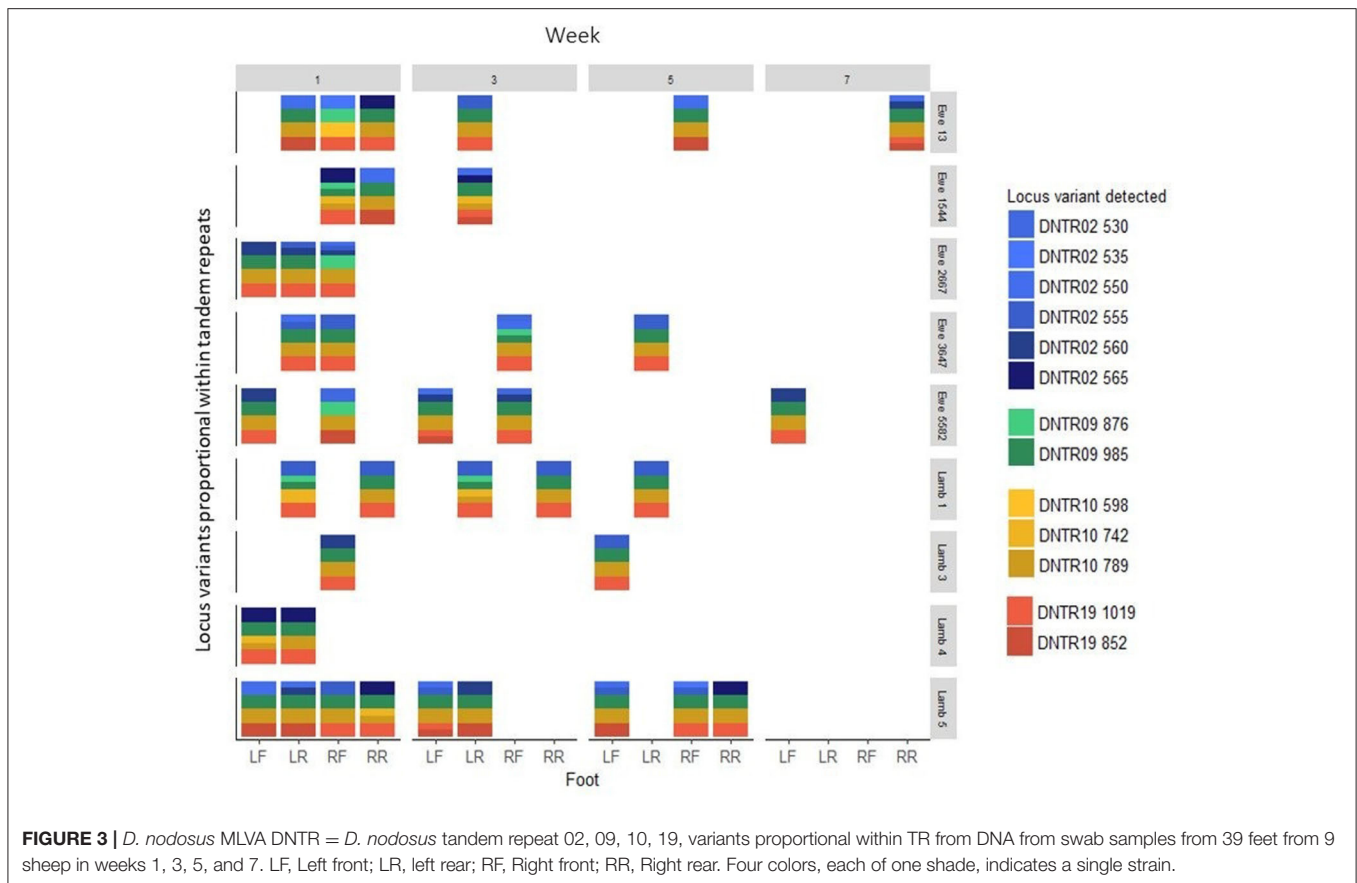 Week
1 3 5 7
Locus variants proportional within tandem repeats
Ewe 13
Ewe 1544
Ewe 2667
Ewe 3647
Ewe 5582
Lamb 1
Lamb 3
Lamb 4
Lamb 5
LF LR RF RR LF LR RF RR LF LR RF RR LF LR RF RR
Foot
Locus variant detected
DNTR02 530
DNTR02 535
DNTR02 550
DNTR02 555
DNTR02 560
DNTR02 565
DNTR09 876
DNTR09 985
DNTR10 598
DNTR10 742
DNTR10 789
DNTR19 1019
DNTR19 852
FIGURE 3 | D. nodosus MLVA DNTR = D. nodosus tandem repeat 02, 09, 10, 19, variants proportional within TR from DNA from swab samples from 39 feet from 9
sheep in weeks 1, 3, 5, and 7. LF, Left front; LR, left rear; RF, Right front; RR, Right rear. Four colors, each of one shade, indicates a single strain.